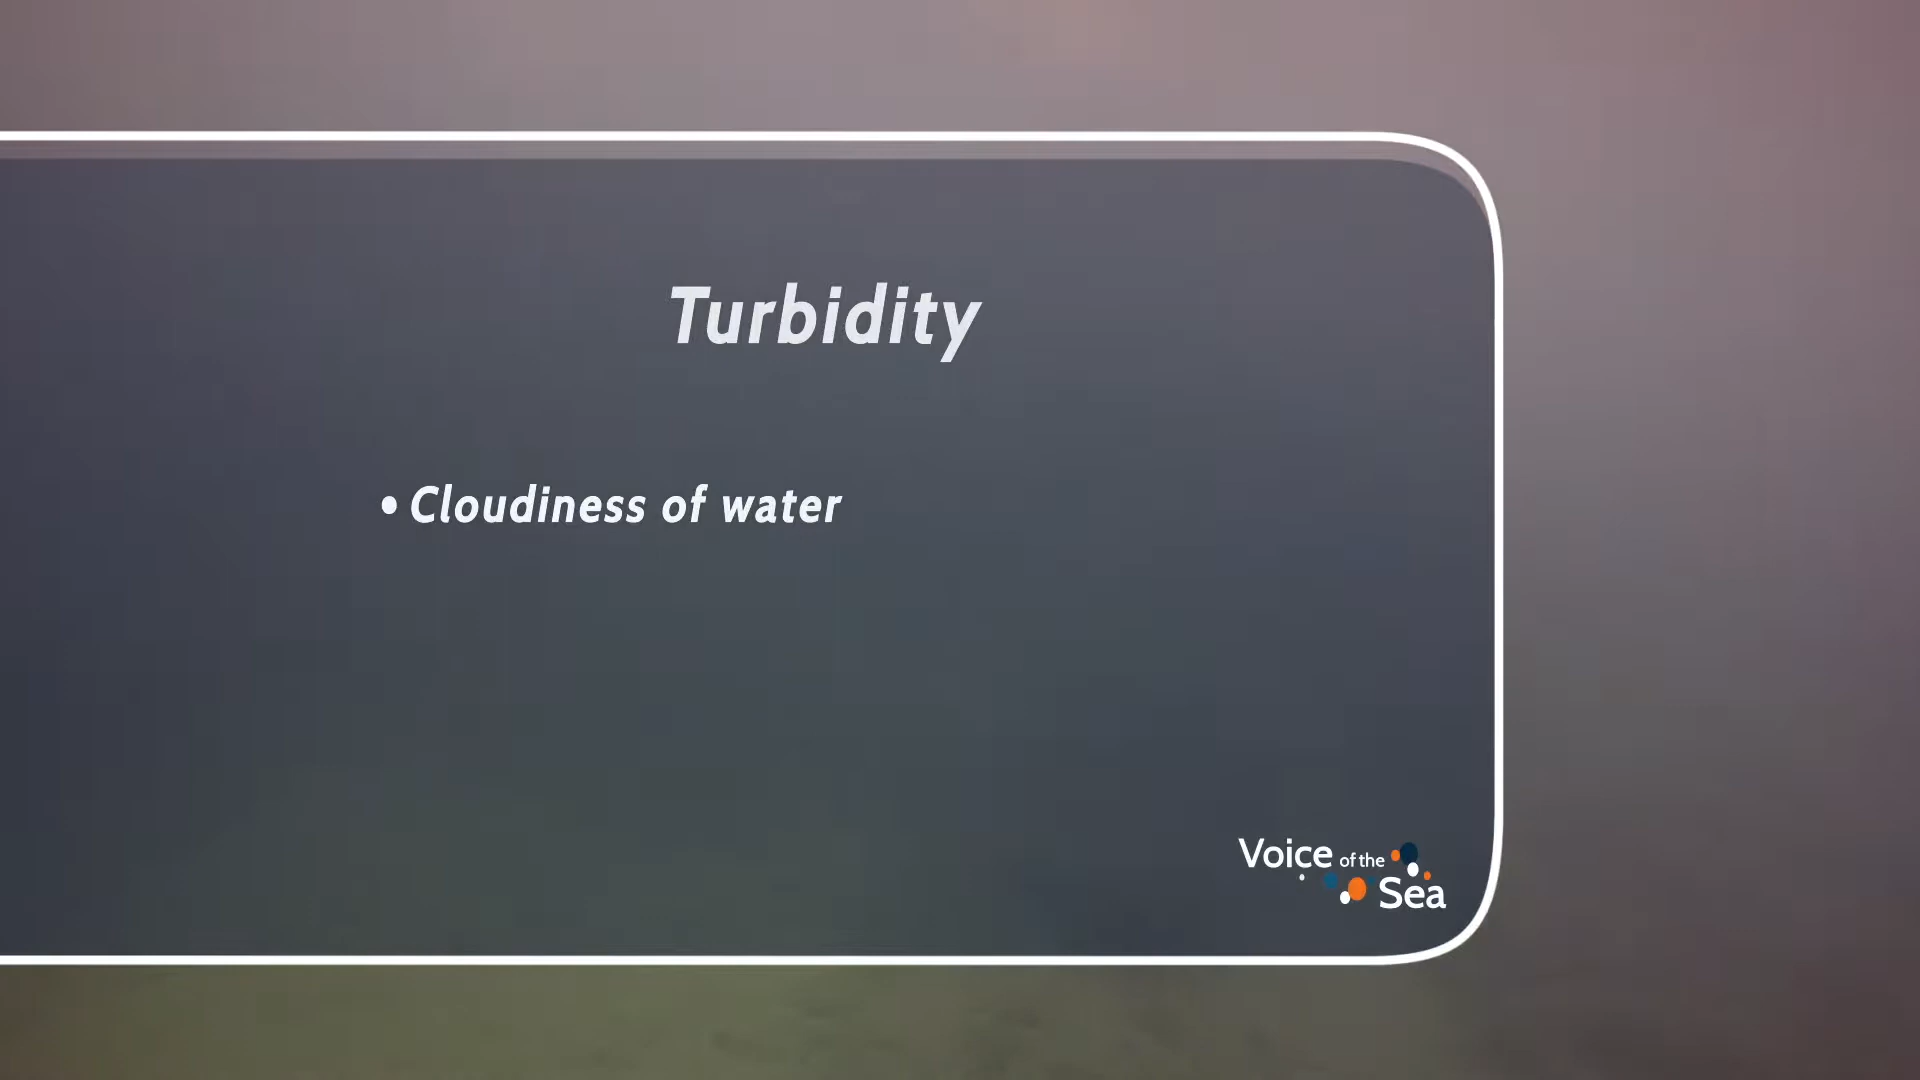 Turbidity
• Cloudiness of water
Voice of the
Sea